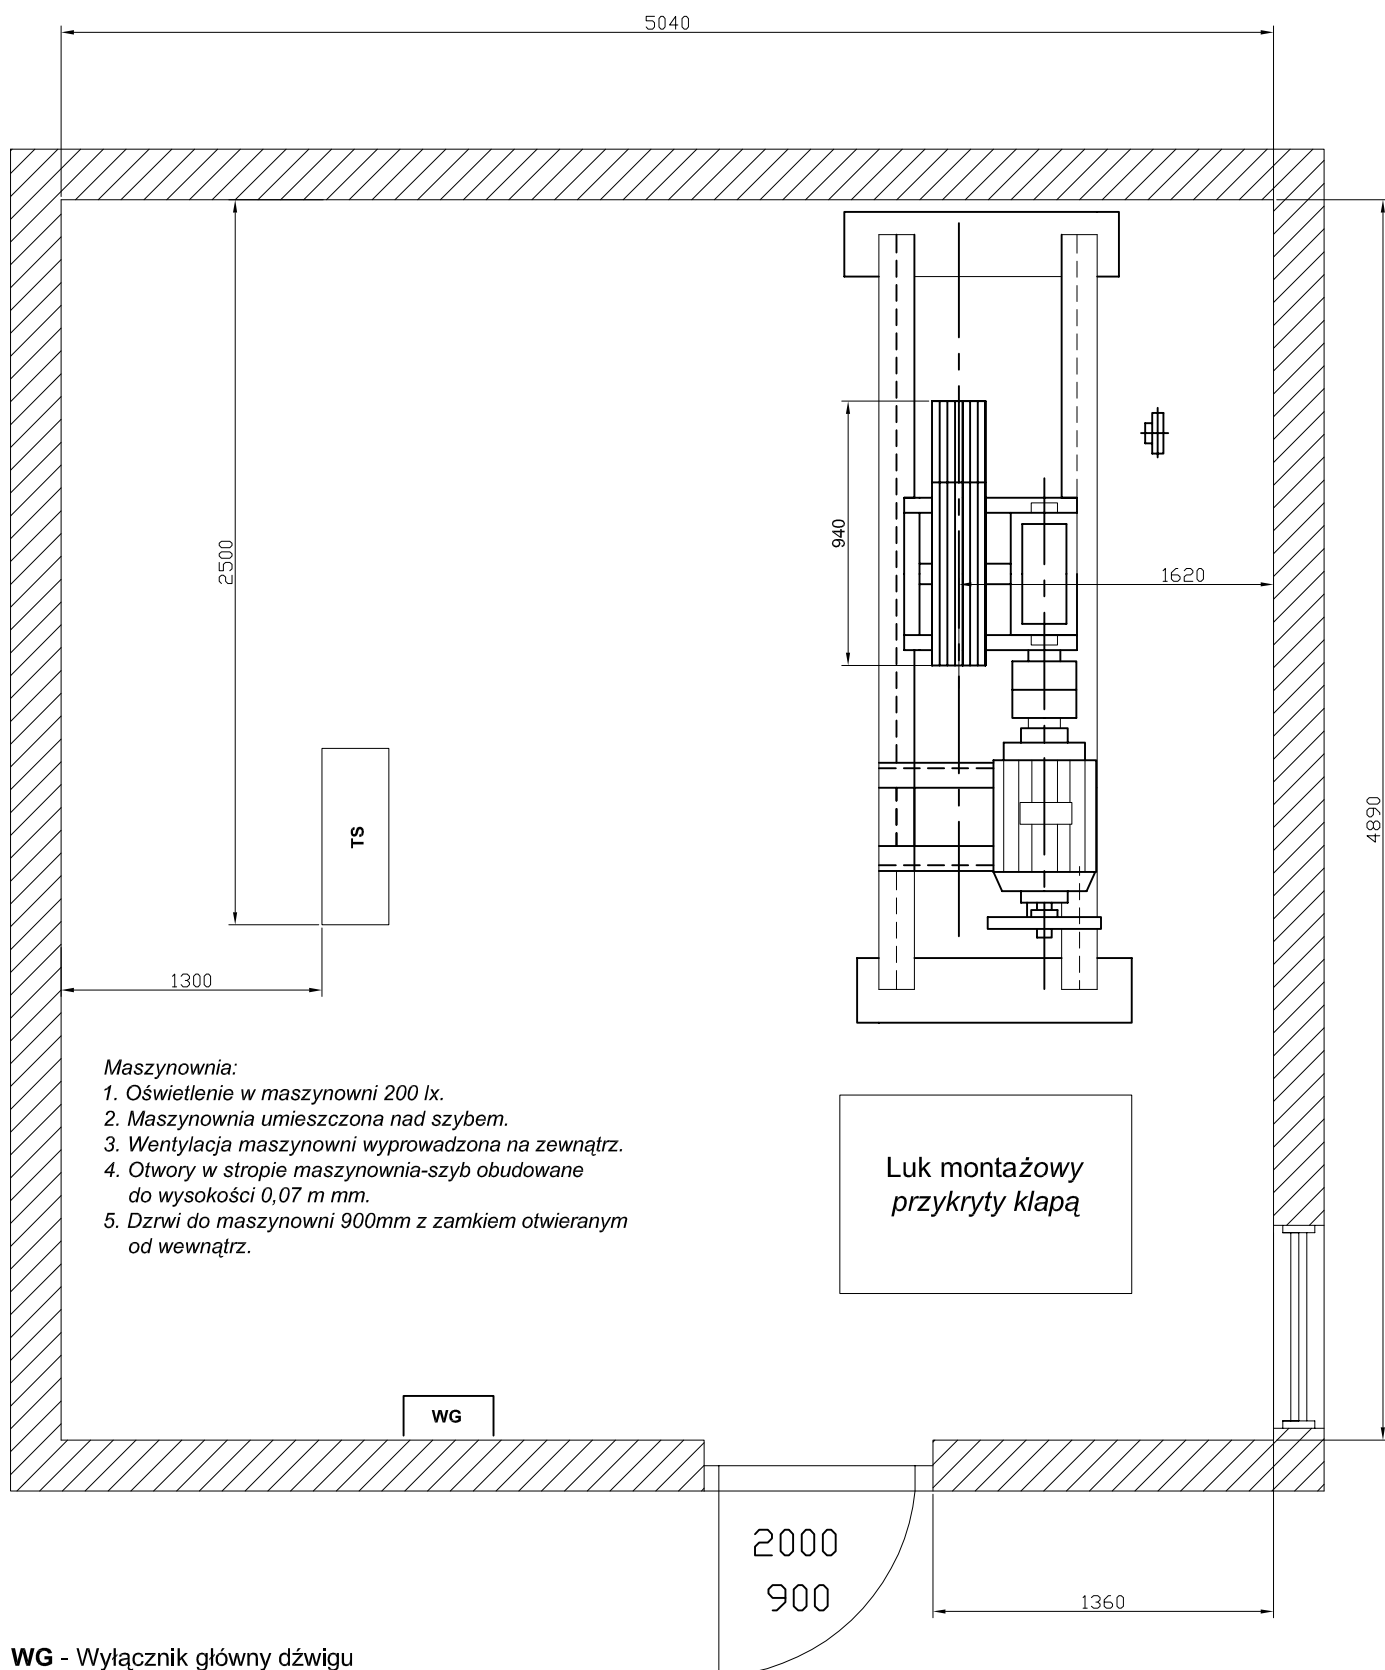 5040
2500
940
1620
4890
TS
1300
Maszynownia:
1. Oświetlenie w maszynowni 200 lx.
2. Maszynownia umieszczona nad szybem.
3. Wentylacja maszynowni wyprowadzona na zewnątrz.
4. Otwory w stropie maszynownia-szyb obudowane
do wysokości 0,07 m mm.
5. Dzrwi do maszynowni 900mm z zamkiem otwieranym
od wewnątrz.
Luk montażowy
przykryty klapą
WG
2000
900
1360
WG - Wyłącznik główny dźwigu